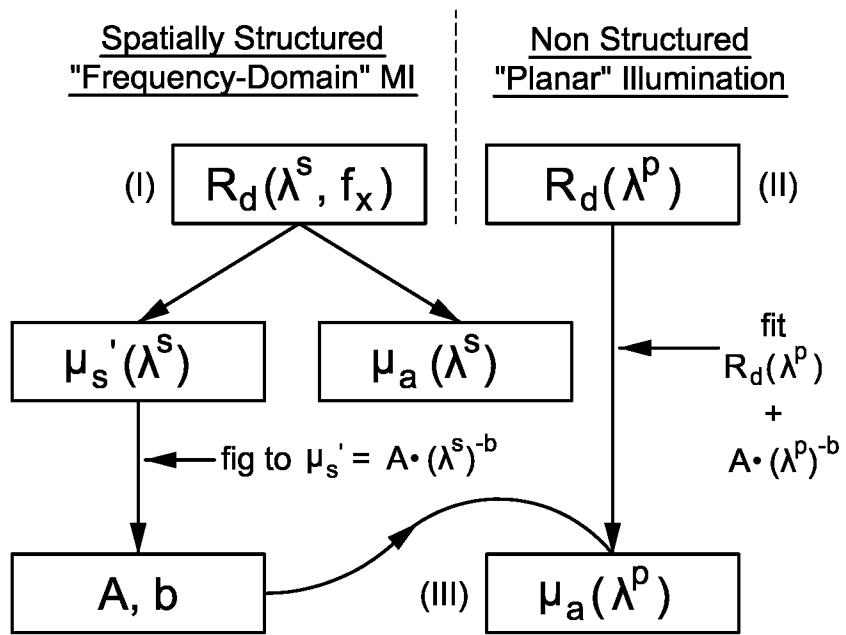 Spatially Structured
"Frequency-Domain" MI
Non Structured
"Planar" Illumination
(I)
R_d(λ^s, f_x)
R_d(λ^p)
(II)
μ_s'(λ^s)
μ_a (λ^s)
fit
R_d(λ^p)
+
A•(λ^p)^-b
fig to μ_s' = A•(λ^s)^-b
A, b
(III)
μ_a(λ^p)